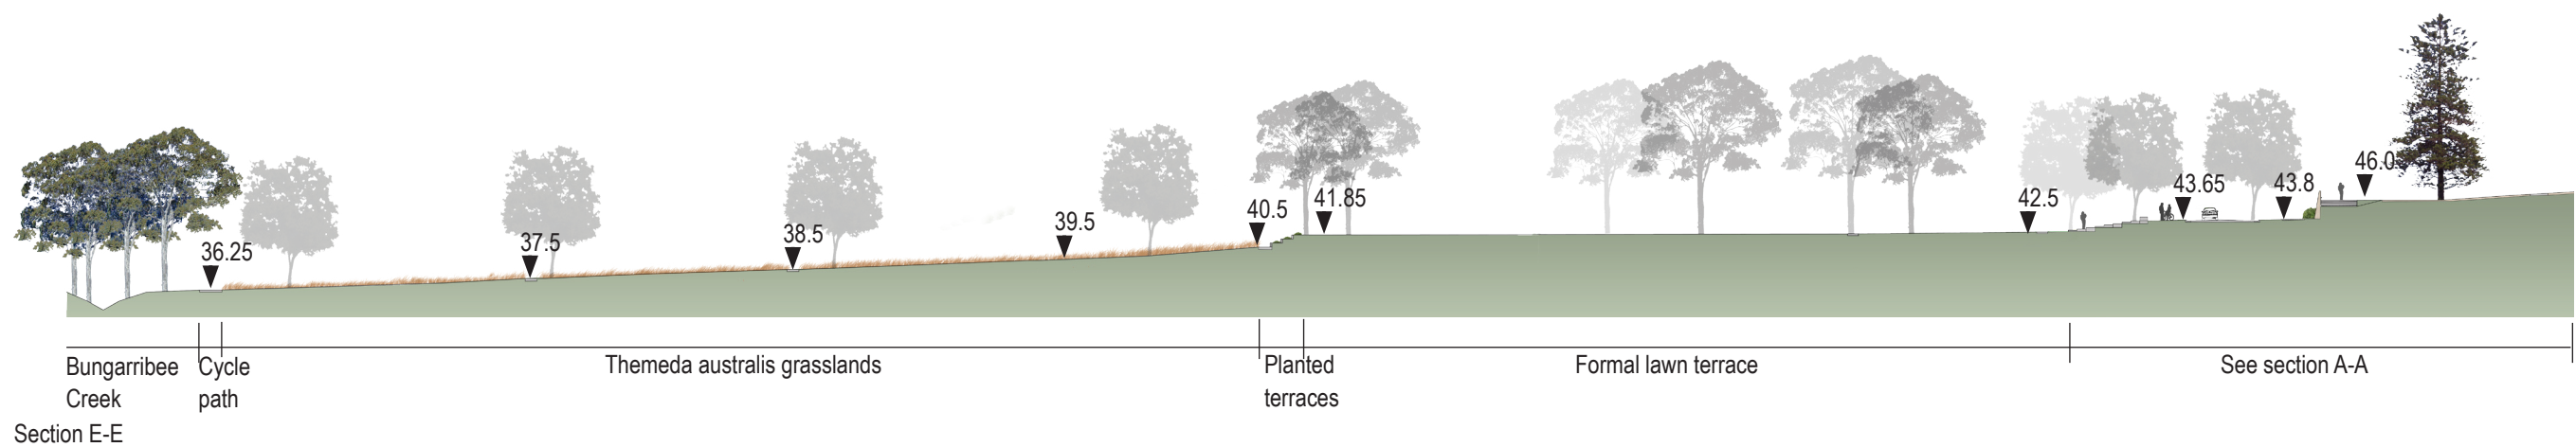 36.25
37.5
38.5
39.5
40.5
41.85
42.5
43.65
43.8
46.0
Bungarribee
Creek
Cycle
path
Themeda australis grasslands
Planted
terraces
Formal lawn terrace
See section A-A
Section E-E